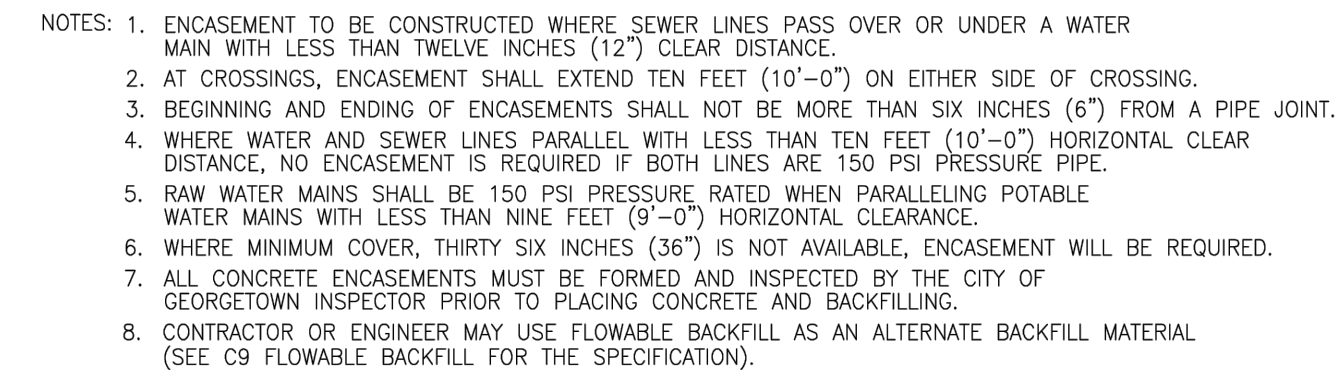 NOTES: 1. ENCASEMENT TO BE CONSTRUCTED WHERE SEWER LINES PASS OVER OR UNDER A WATER
MAIN WITH LESS THAN TWELVE INCHES (12") CLEAR DISTANCE.
2. AT CROSSINGS, ENCASEMENT SHALL EXTEND TEN FEET (10'-0") ON EITHER SIDE OF CROSSING.
3. BEGINNING AND ENDING OF ENCASEMENTS SHALL NOT BE MORE THAN SIX INCHES (6") FROM A PIPE JOINT.
4. WHERE WATER AND SEWER LINES PARALLEL WITH LESS THAN TEN FEET (10'-0") HORIZONTAL CLEAR
DISTANCE, NO ENCASEMENT IS REQUIRED IF BOTH LINES ARE 150 PSI PRESSURE PIPE.
5. RAW WATER MAINS SHALL BE 150 PSI PRESSURE RATED WHEN PARALLELING POTABLE
WATER MAINS WITH LESS THAN NINE FEET (9'-0") HORIZONTAL CLEARANCE.
6. WHERE MINIMUM COVER, THIRTY SIX INCHES (36") IS NOT AVAILABLE, ENCASEMENT WILL BE REQUIRED.
7. ALL CONCRETE ENCASEMENTS MUST BE FORMED AND INSPECTED BY THE CITY OF
GEORGETOWN INSPECTOR PRIOR TO PLACING CONCRETE AND BACKFILLING.
8. CONTRACTOR OR ENGINEER MAY USE FLOWABLE BACKFILL AS AN ALTERNATE BACKFILL MATERIAL
(SEE C9 FLOWABLE BACKFILL FOR THE SPECIFICATION).